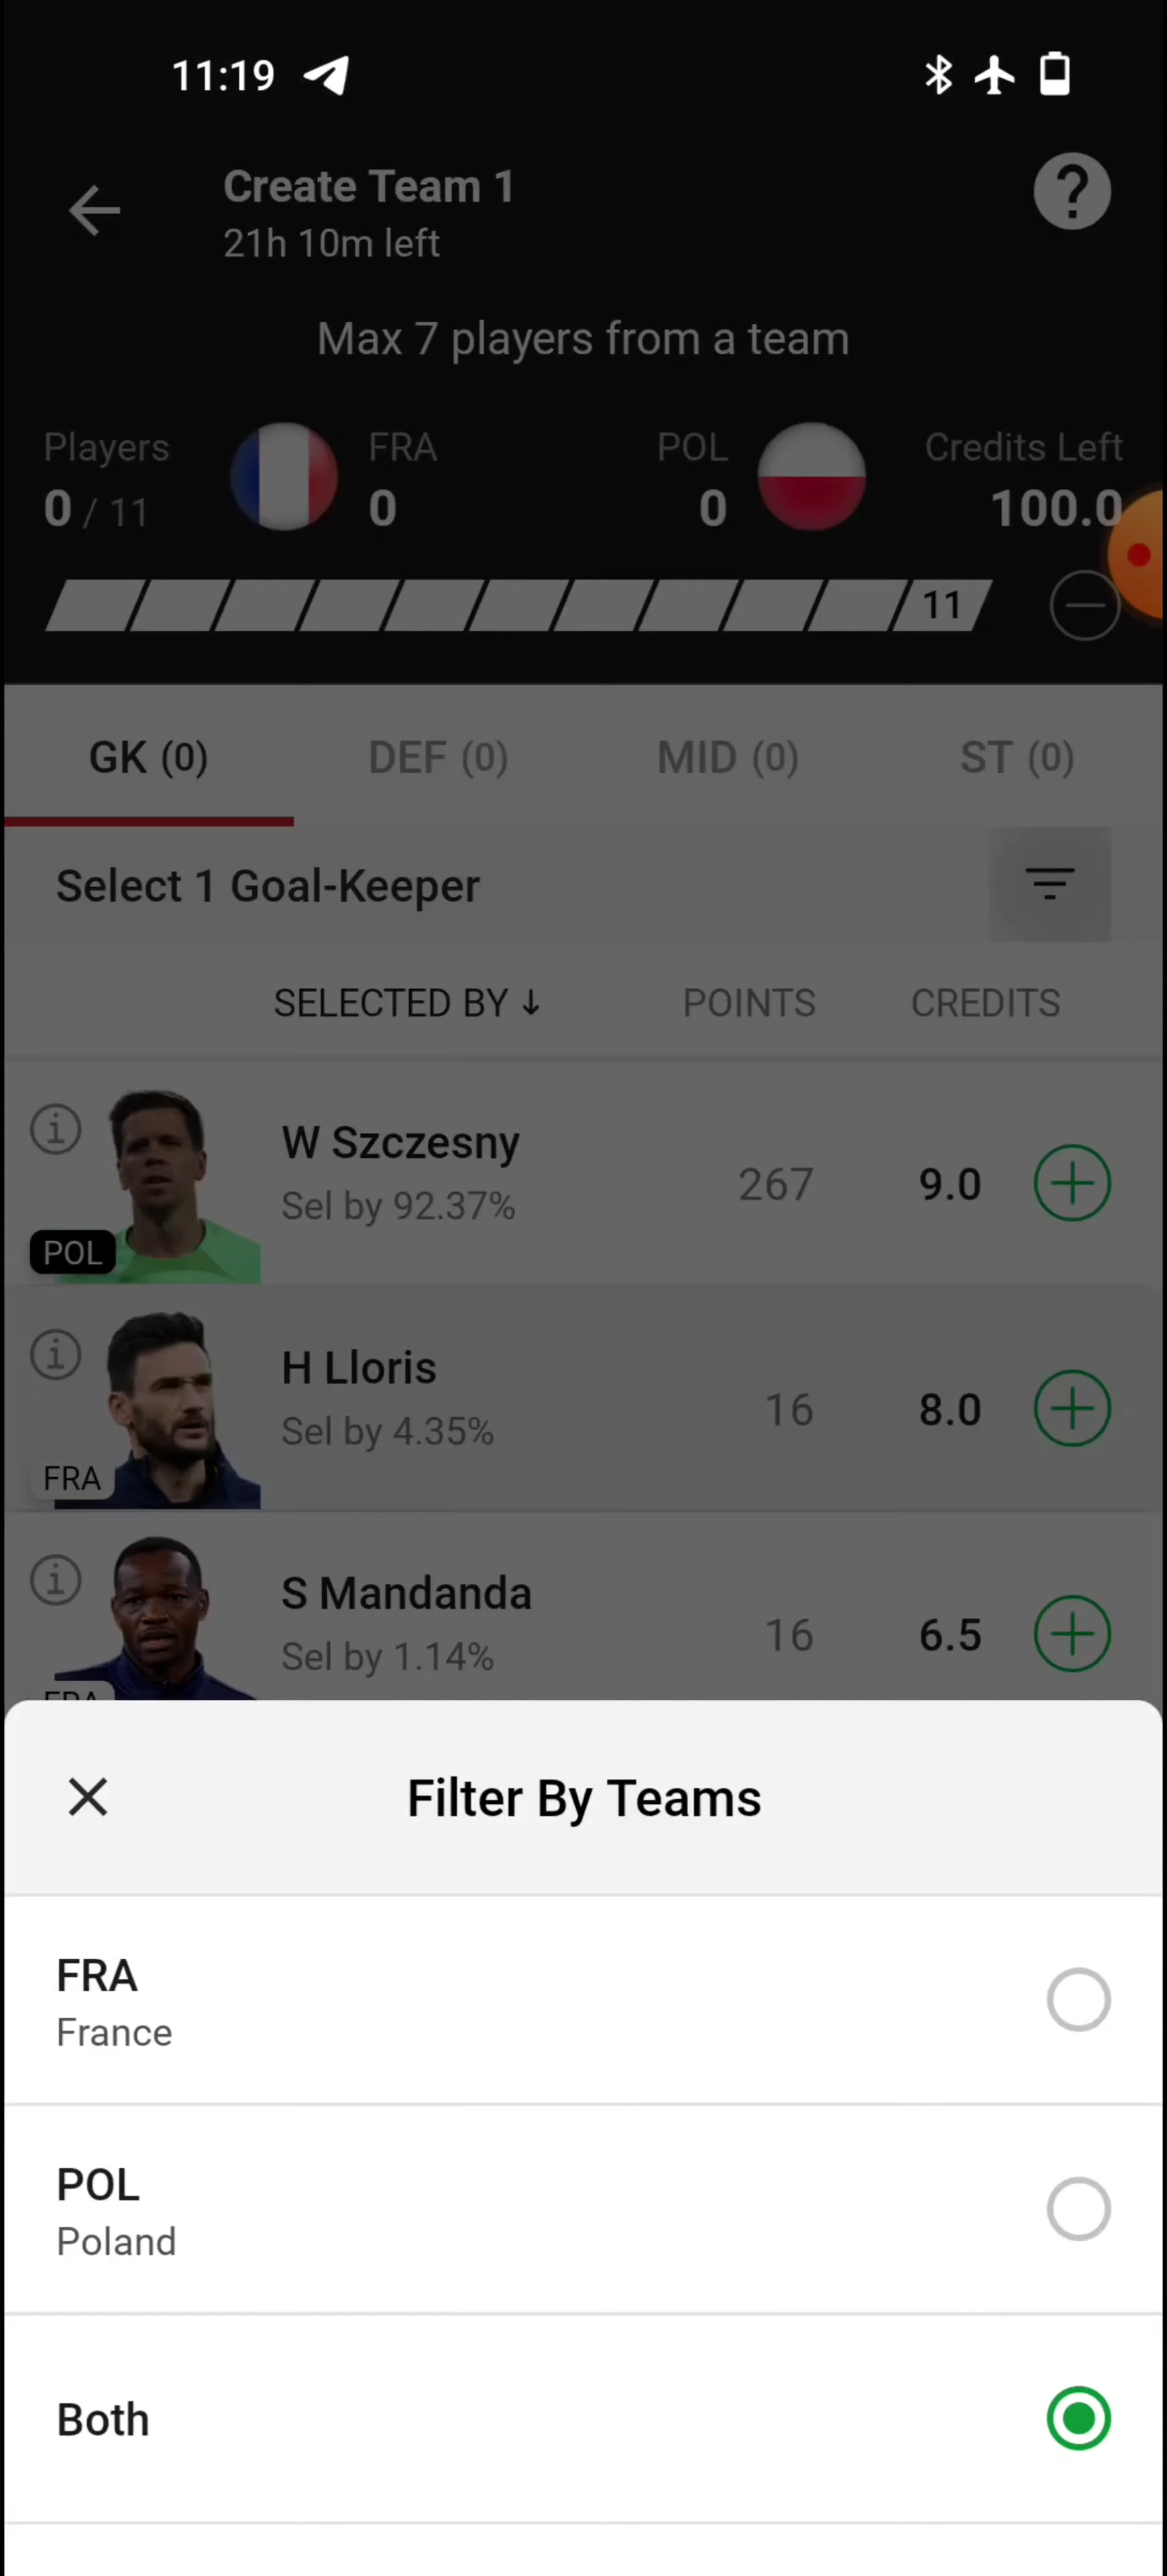 11:19
Create Team 1
21h 10m left
Max 7 players from a team
Players
FRA
POL
Credits Left
0 / 11
0
0
100.0
11
GK (0)
DEF (0)
MID (0)
ST (0)
Select 1 Goal-Keeper
SELECTED BY ↓
POINTS
CREDITS
W Szczesny
Sel by 92.37%
267
9.0
POL
H Lloris
Sel by 4.35%
16
8.0
FRA
S Mandanda
Sel by 1.14%
16
6.5
FRA
Filter By Teams
FRA
France
POL
Poland
Both